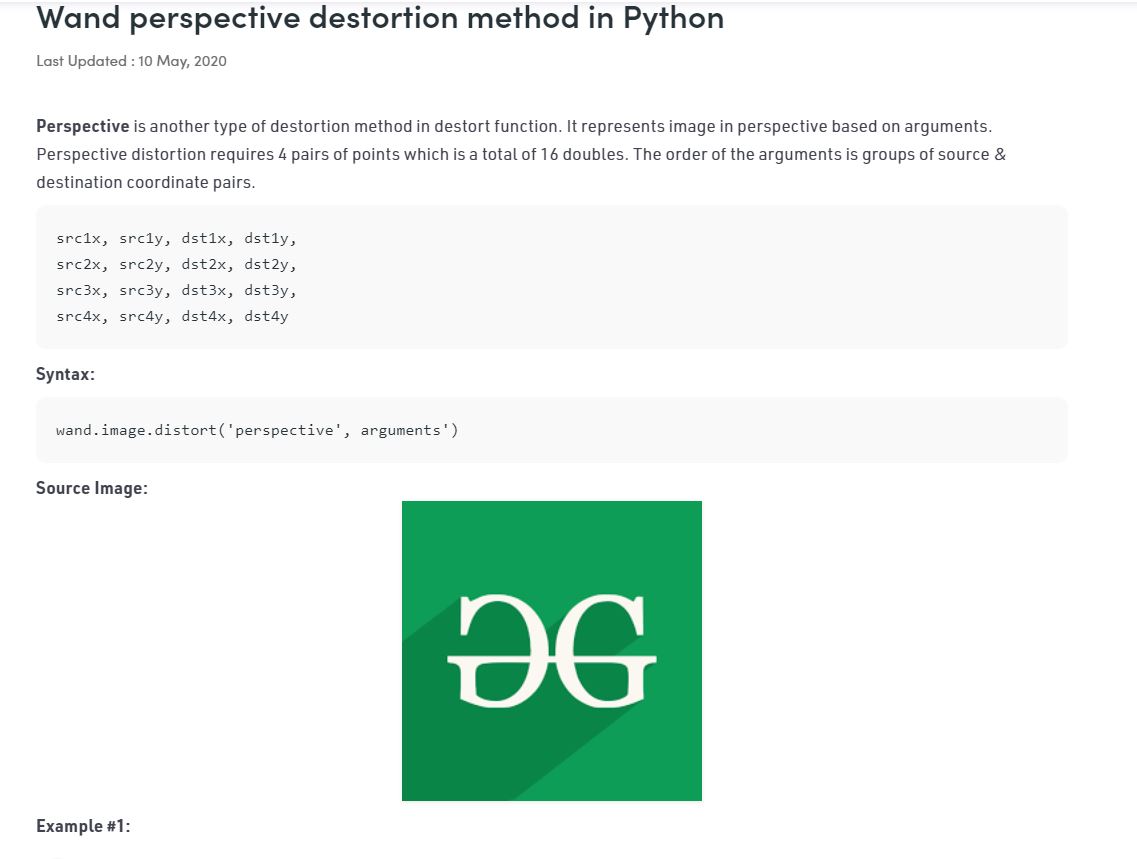 Wand perspective destortion method in Python
Last Updated : 10 May, 2020
Perspective is another type of destortion method in destort function. It represents image in perspective based on arguments.
Perspective distortion requires 4 pairs of points which is a total of 16 doubles. The order of the arguments is groups of source &
destination coordinate pairs.
src1x, src1y, dst1x, dst1y,
src2x, src2y, dst2x, dst2y,
src3x, src3y, dst3x, dst3y,
src4x, src4y, dst4x, dst4y
Syntax:
wand.image.distort('perspective', arguments')
Source Image:
Example #1: